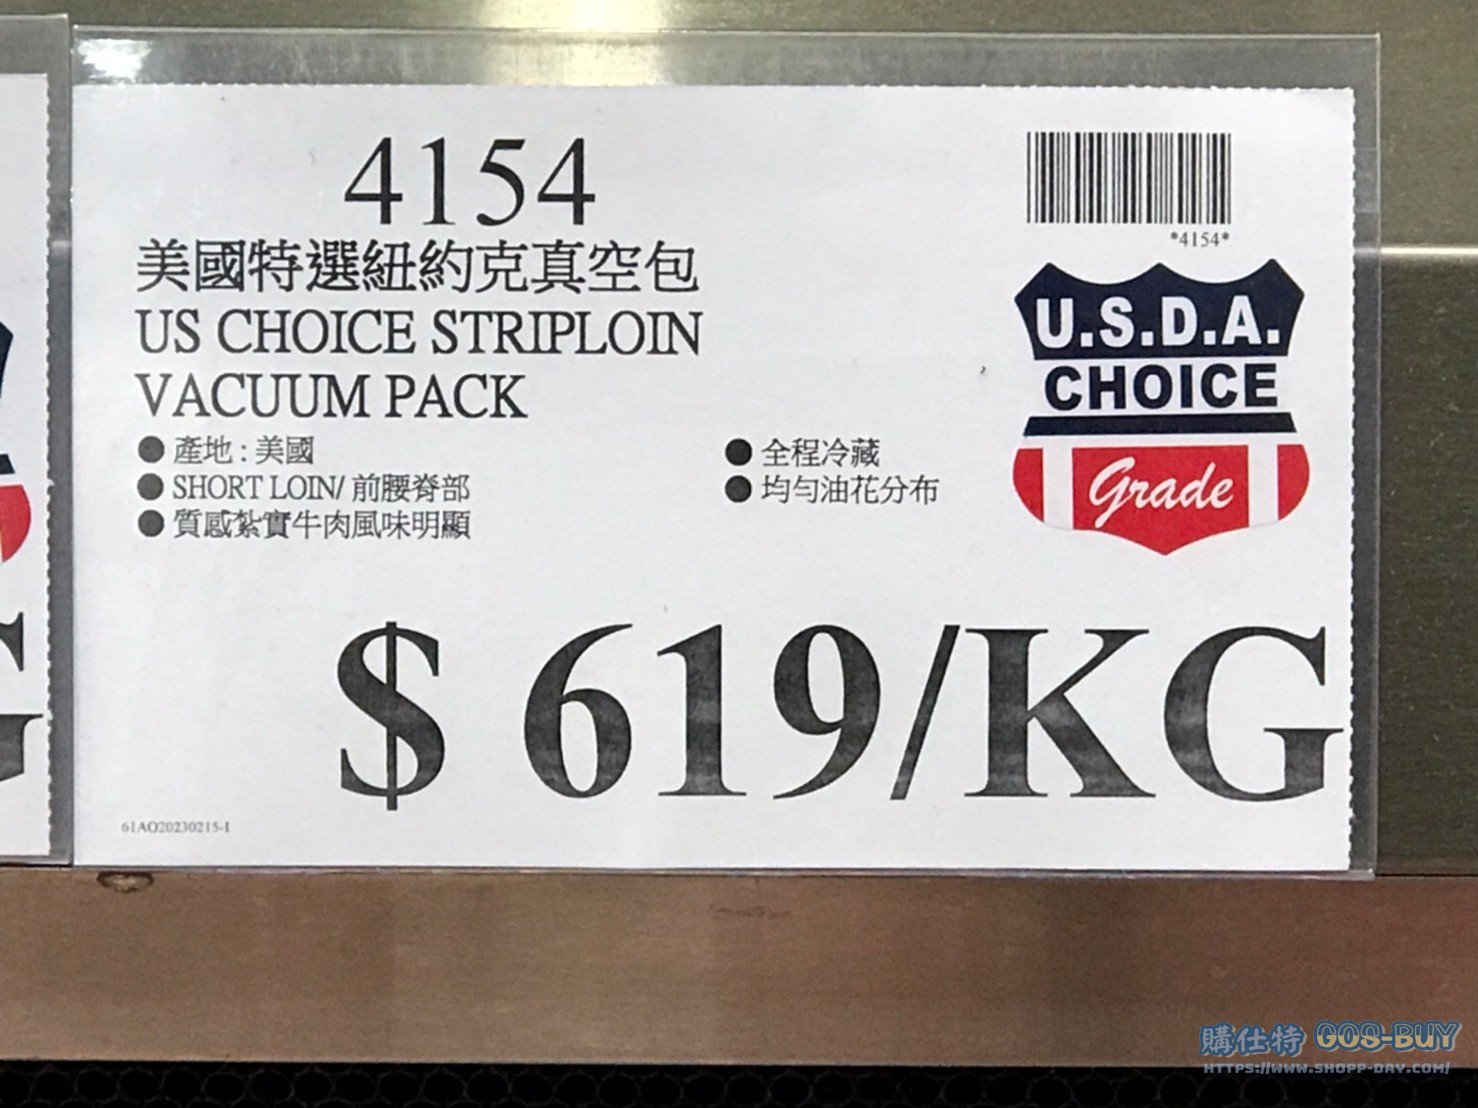 4154
*4154*
美國特選紐約克真空包
US CHOICE STRIPLOIN
VACUUM PACK
U.S.D.A.
CHOICE
Grade
● 產地 : 美國
● SHORT LOIN/ 前腰脊部
● 質感紮實牛肉風味明顯
● 全程冷藏
● 均勻油花分布
$ 619/KG
61AO20230215-I
G
購仕特 GOS-BUY
HTTPS://WWW.SHOPP-DAY.COM/